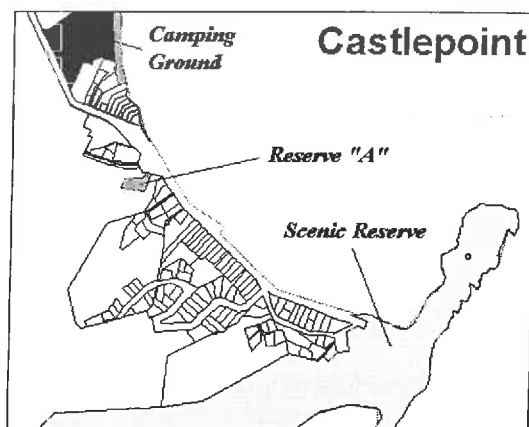 Camping
Ground
Castlepoint
Reserve "A"
Scenic Reserve